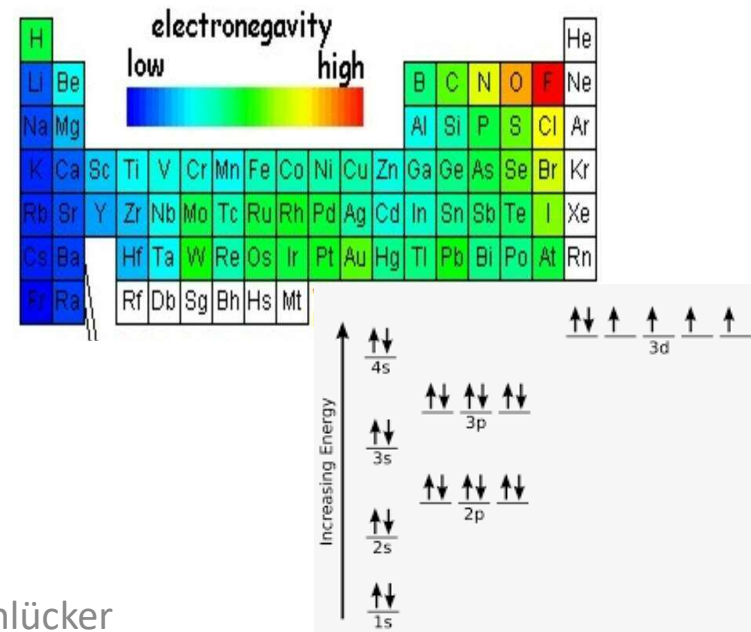 electronegavity
low high
H He
Li Be B C N O F Ne
Na Mg Al Si P S Cl Ar
K Ca Sc Ti V Cr Mn Fe Co Ni Cu Zn Ga Ge As Se Br Kr
Rb Sr Y Zr Nb Mo Tc Ru Rh Pd Ag Cd In Sn Sb Te I Xe
Cs Ba Hf Ta W Re Os Ir Pt Au Hg Tl Pb Bi Po At Rn
Fr Ra Rf Db Sg Bh Hs Mt
Increasing Energy
4s
3d
3p
3s
2p
2s
1s
lücker